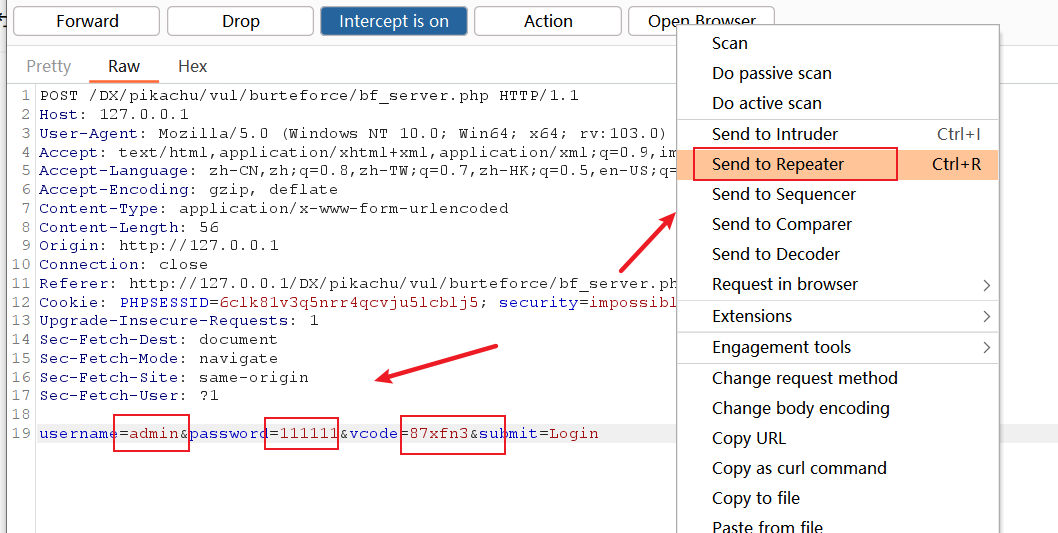 Forward Drop Intercept is on Action Open Browser
Pretty Raw Hex
1 POST /DX/pikachu/vul/burteforce/bf_server.php HTTP/1.1
2 Host: 127.0.0.1
3 User-Agent: Mozilla/5.0 (Windows NT 10.0; Win64; x64; rv:103.0)
4 Accept: text/html,application/xhtml+xml,application/xml;q=0.9,im
5 Accept-Language: zh-CN,zh;q=0.8,zh-TW;q=0.7,zh-HK;q=0.5,en-US;q=
6 Accept-Encoding: gzip, deflate
7 Content-Type: application/x-www-form-urlencoded
8 Content-Length: 56
9 Origin: http://127.0.0.1
10 Connection: close
11 Referer: http://127.0.0.1/DX/pikachu/vul/burteforce/bf_server.ph
12 Cookie: PHPSESSID=6clk81v3q5nrr4qcvju5lcblj5; security=impossibl
13 Upgrade-Insecure-Requests: 1
14 Sec-Fetch-Dest: document
15 Sec-Fetch-Mode: navigate
16 Sec-Fetch-Site: same-origin
17 Sec-Fetch-User: ?1
18
19 username=admin&password=111111&vcode=87xfn3&submit=Login
Scan
Do passive scan
Do active scan
Send to Intruder Ctrl+I
Send to Repeater Ctrl+R
Send to Sequencer
Send to Comparer
Send to Decoder
Request in browser
Extensions
Engagement tools
Change request method
Change body encoding
Copy URL
Copy as curl command
Copy to file
Paste from file